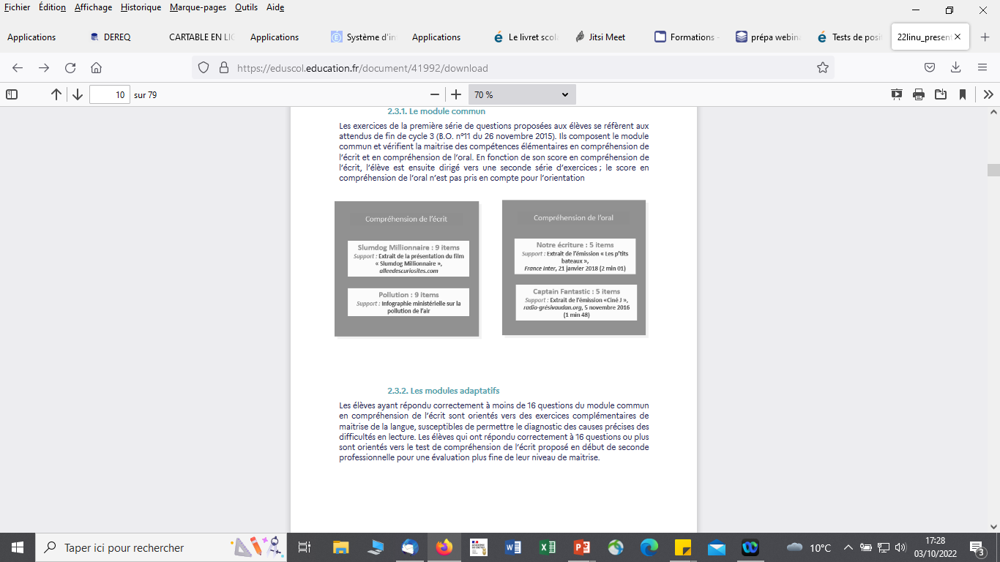 Fichier Édition Affichage Historique Marque-pages Outils Aide
Applications DEREQ CARTABLE EN LIG Applications Système d'in Applications Le livret scola Jitsi Meet Formations - prépa webina Tests de posit 22linu_present
https://eduscol.education.fr/document/41992/download
10 sur 79 70 %
2.3.1. Le module commun
Les exercices de la première série de questions proposées aux élèves se réfèrent aux
attendus de fin de cycle 3 (B.O. n°11 du 26 novembre 2015). Ils composent le module
commun et vérifient la maitrise des compétences élémentaires en compréhension de
l'écrit et en compréhension de l'oral. En fonction de son score en compréhension de
l'écrit, l'élève est ensuite dirigé vers une seconde série d'exercices ; le score en
compréhension de l'oral n'est pas pris en compte pour l'orientation
Compréhension de l'écrit
Slumdog Millionnaire : 9 items
Support : Extrait de la présentation du film
« Slumdog Millionnaire »,
alleedescuriosites.com
Pollution : 9 items
Support : Infographie ministérielle sur la
pollution de l'air
Compréhension de l'oral
Notre écriture : 5 items
Support : Extrait de l'émission « Les p'tits
bateaux »,
France Inter, 21 janvier 2018 (2 min 01)
Captain Fantastic : 5 items
Support : Extrait de l'émission «Ciné J »,
radio-grésivaudan.org, 5 novembre 2016
(1 min 48)
2.3.2. Les modules adaptatifs
Les élèves ayant répondu correctement à moins de 16 questions du module commun
en compréhension de l'écrit sont orientés vers des exercices complémentaires de
maitrise de la langue, susceptibles de permettre le diagnostic des causes précises des
difficultés en lecture. Les élèves qui ont répondu correctement à 16 questions ou plus
sont orientés vers le test de compréhension de l'écrit proposé en début de seconde
professionnelle pour une évaluation plus fine de leur niveau de maitrise.
Taper ici pour rechercher
10°C
17:28
03/10/2022
3